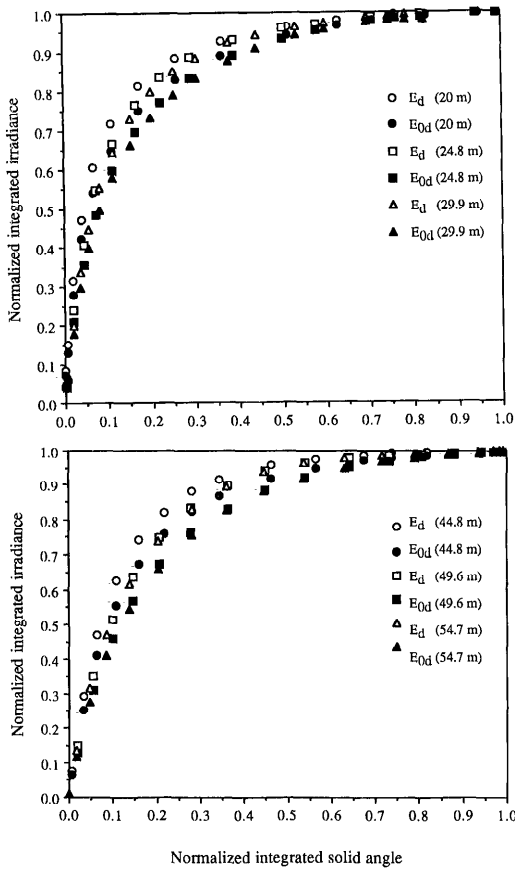 1.0
0.9
0.8
0.7
0.6
0.5
0.4
0.3
0.2
0.1
0.0
Normalized integrated irradiance
Ed (20 m)
E0d (20 m)
Ed (24.8 m)
E0d (24.8 m)
Ed (29.9 m)
E0d (29.9 m)
0.0 0.1 0.2 0.3 0.4 0.5 0.6 0.7 0.8 0.9 1.0
1.0
0.9
0.8
0.7
0.6
0.5
0.4
0.3
0.2
0.1
0.0
Normalized integrated irradiance
Ed (44.8 m)
E0d (44.8 m)
Ed (49.6 m)
E0d (49.6 m)
Ed (54.7 m)
E0d (54.7 m)
0.0 0.1 0.2 0.3 0.4 0.5 0.6 0.7 0.8 0.9 1.0
Normalized integrated solid angle